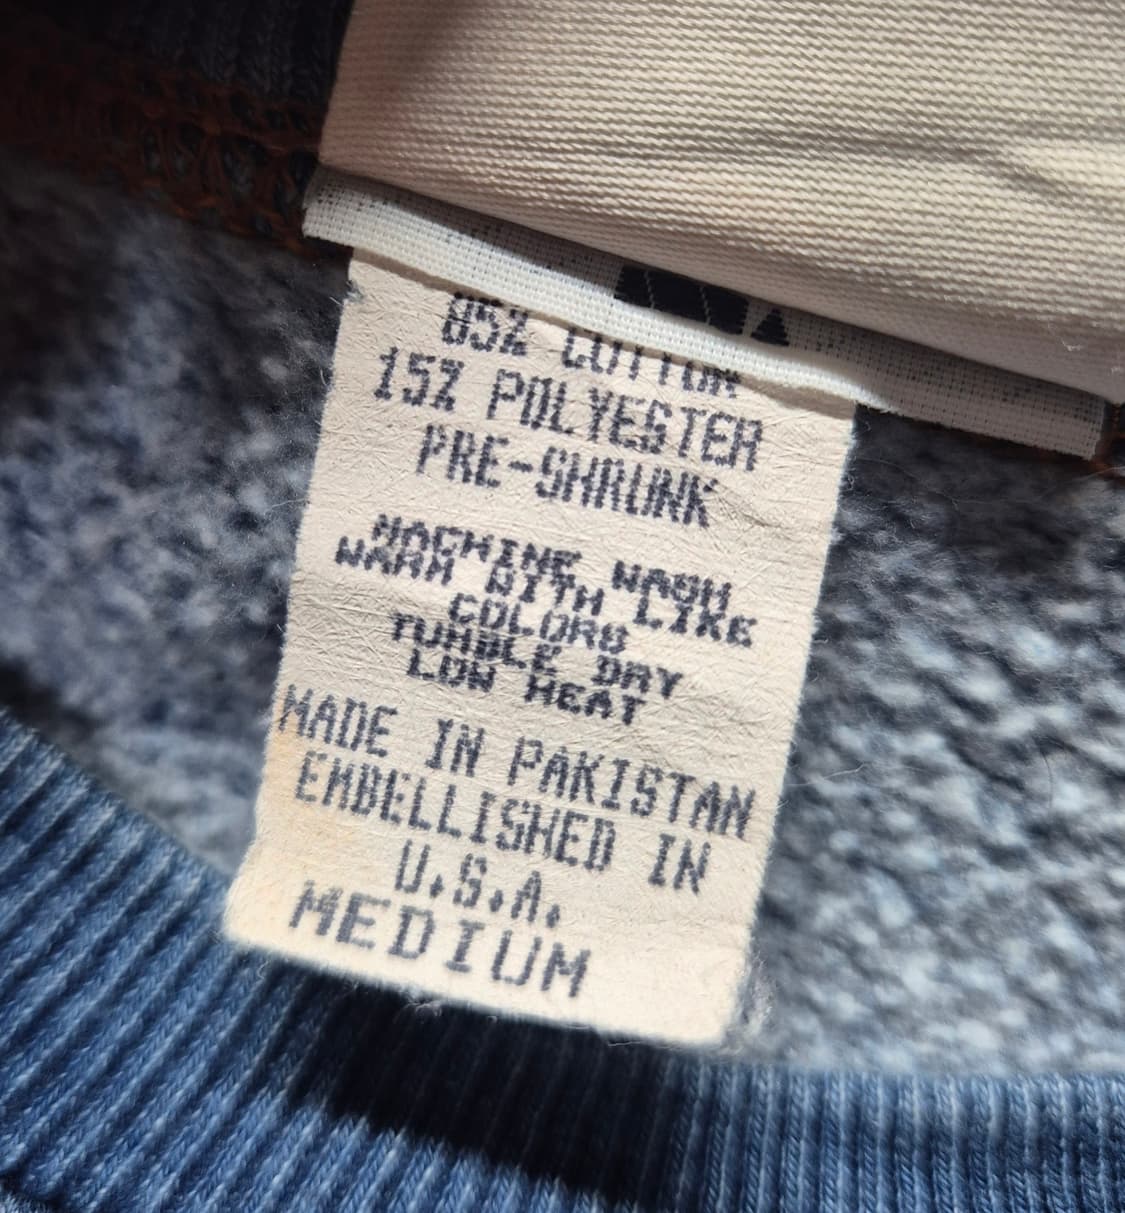 85% COTTON
15% POLYESTER
PRE-SHRUNK
MACHINE WASH
WARM WITH LIKE
COLORS
TUMBLE DRY
LOW HEAT
MADE IN PAKISTAN
EMBELLISHED IN
U.S.A.
MEDIUM